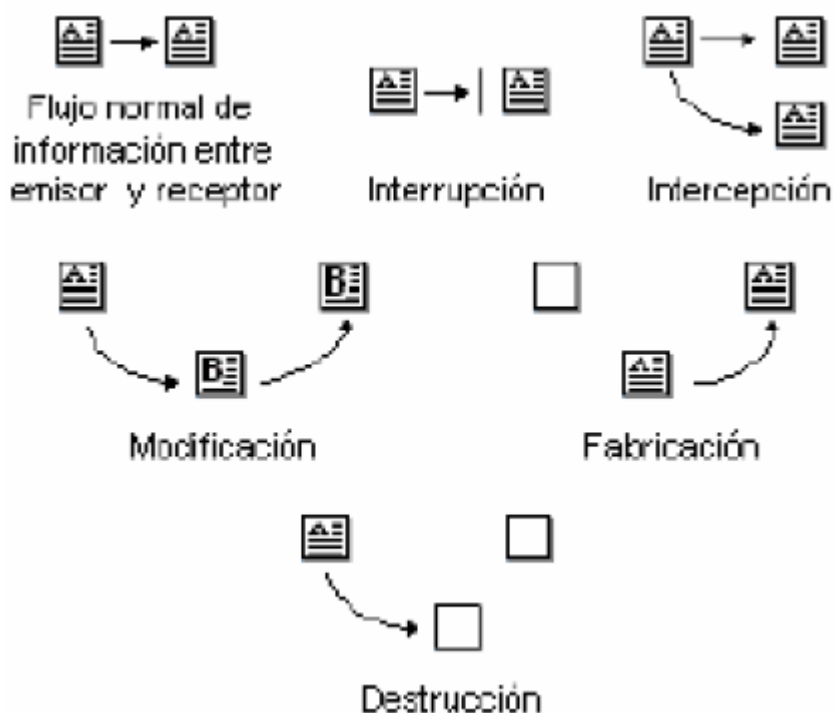 Flujo normal de
información entre
emisor y receptor
Interrupción
Intercepción
Modificación
Fabricación
Destrucción